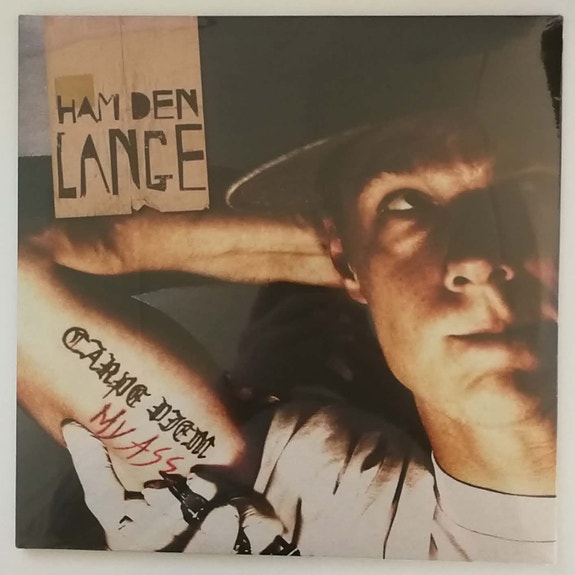 HAM DEN
LANGE
CARPE DIEM
MY ASS